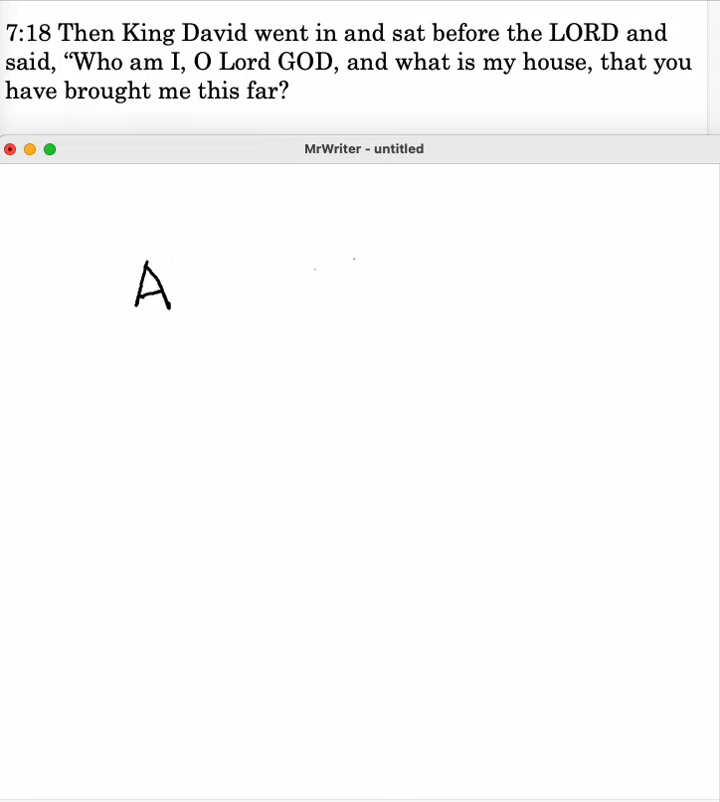 7:18 Then King David went in and sat before the LORD and
said, “Who am I, O Lord GOD, and what is my house, that you
have brought me this far?
MrWriter - untitled
A